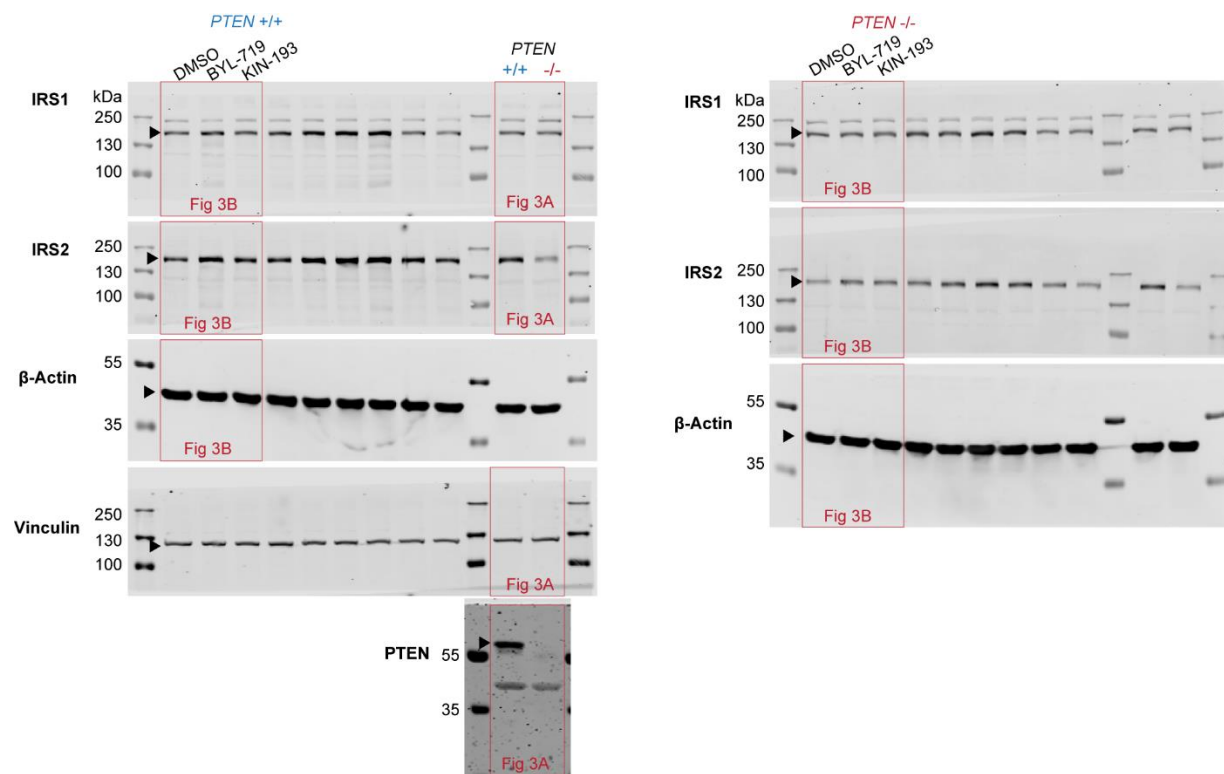 PTEN +/+
DMSO BYL-719 KIN-193
PTEN
+/+ -/-
IRS1
kDa
250
130
100
Fig 3B
Fig 3A
IRS2
250
130
100
Fig 3B
Fig 3A
β-Actin
55
35
Fig 3B
Vinculin
250
130
100
Fig 3A
PTEN
55
35
Fig 3A
PTEN -/-
DMSO BYL-719 KIN-193
IRS1
kDa
250
130
100
Fig 3B
IRS2
250
130
100
Fig 3B
β-Actin
55
35
Fig 3B